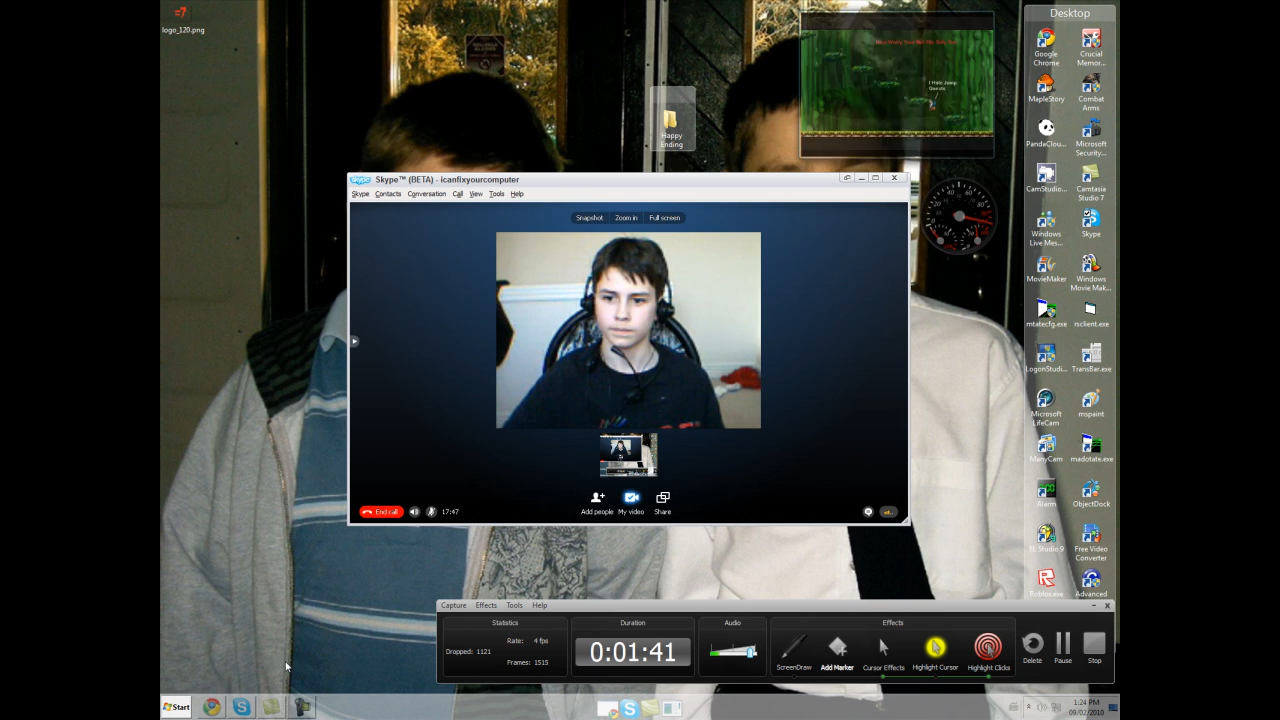 logo_120.png
Desktop
Google Chrome
Crucial Memor...
MapleStory
Combat Arms
PandaClou...
Microsoft Security...
CamStudio...
Camtasia Studio 7
Windows Live Mes...
Skype
MovieMaker
Windows Movie Mak...
mtatecfg.exe
rsclient.exe
LogonStudi...
TransBar.exe
Microsoft LifeCam
mspaint
ManyCam
madotate.exe
Alarm
ObjectDock
FL Studio 9
Free Video Converter
Roblox.exe
Advanced
Happy Ending
I Hate Jump
Quests
Skype™ (BETA) - icanfixyourcomputer
Skype Contacts Conversation Call View Tools Help
Snapshot Zoom in Full screen
Add people My video Share
End call 17:47
Capture Effects Tools Help
Statistics Duration Audio Effects
Rate: 4 fps
Dropped: 1121
Frames: 1515
0:01:41
ScreenDraw Add Marker Cursor Effects Highlight Cursor Highlight Clicks
Delete Pause Stop
Start
1:24 PM
09/02/2010